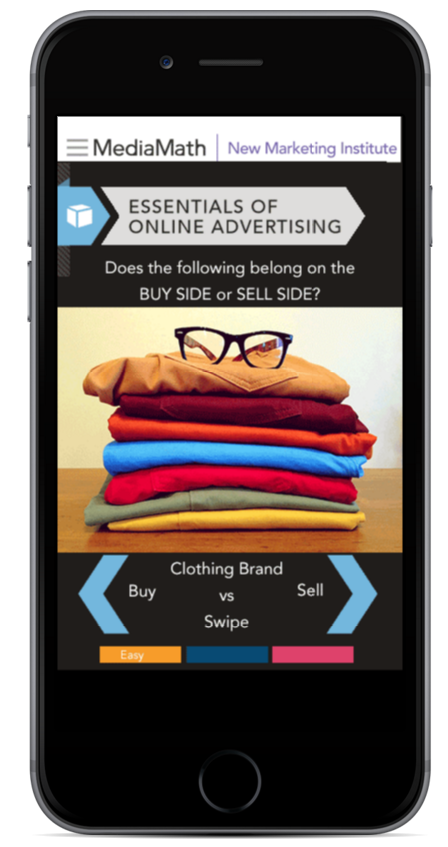 MediaMath | New Marketing Institute
ESSENTIALS OF
ONLINE ADVERTISING
Does the following belong on the
BUY SIDE or SELL SIDE?
Clothing Brand
Buy vs Sell
Swipe
Easy